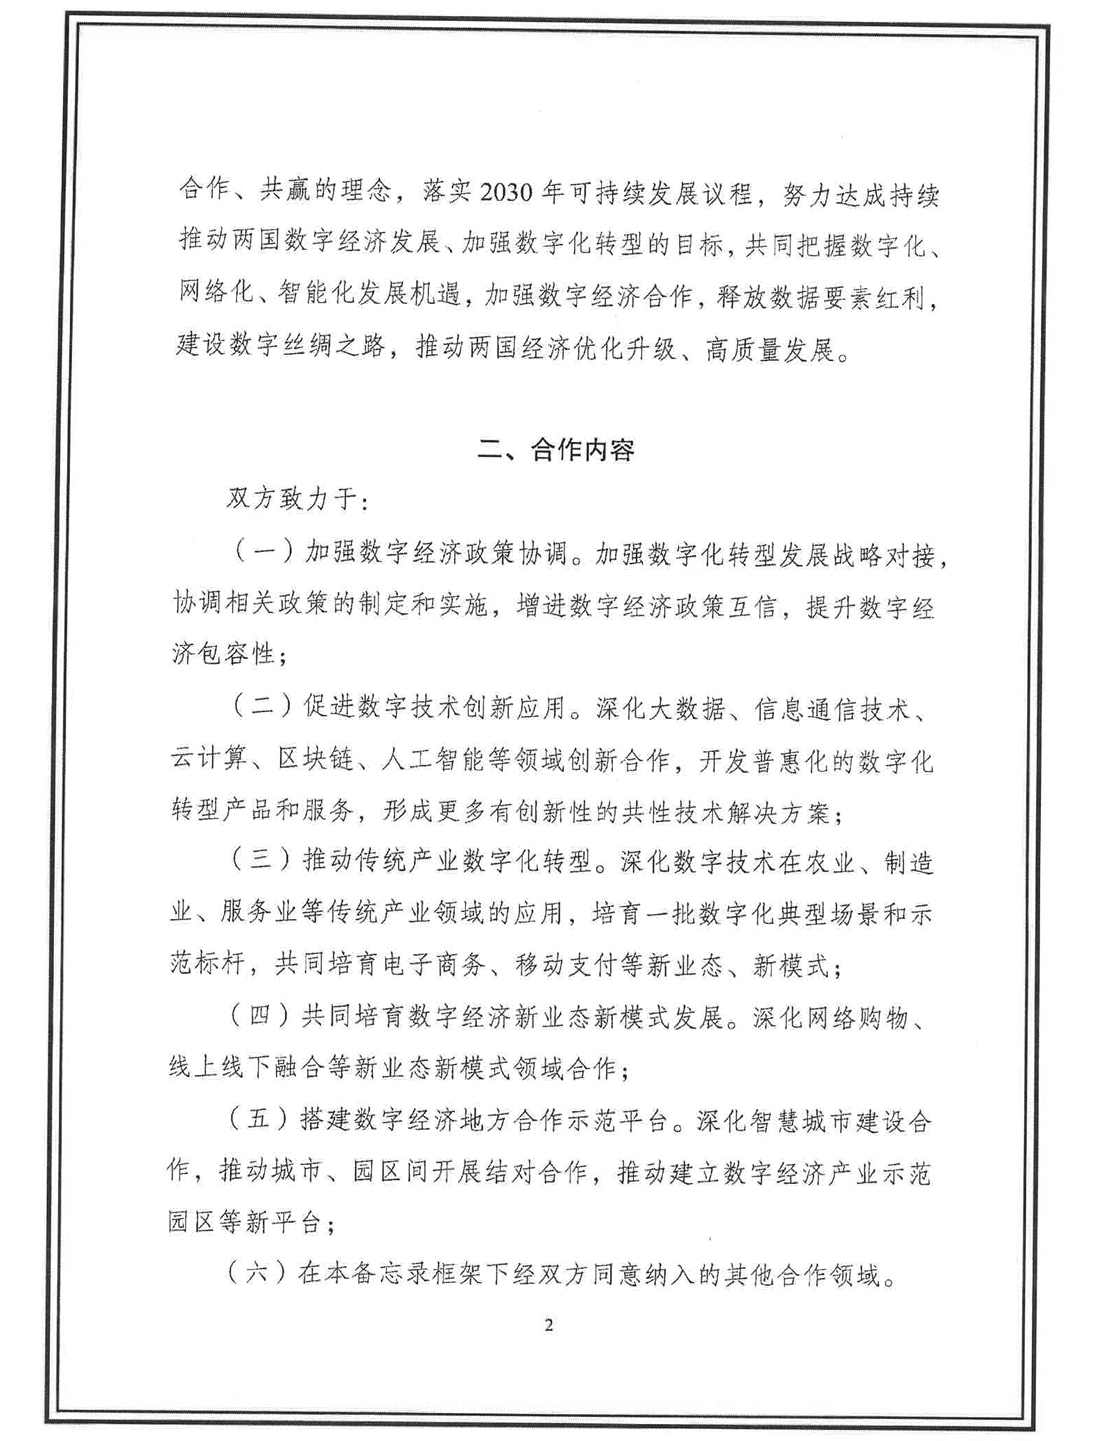 合作、共赢的理念，落实 2030 年可持续发展议程，努力达成持续
推动两国数字经济发展、加强数字化转型的目标，共同把握数字化、
网络化、智能化发展机遇，加强数字经济合作，释放数据要素红利，
建设数字丝绸之路，推动两国经济优化升级、高质量发展。
二、合作内容
双方致力于：
（一）加强数字经济政策协调。加强数字化转型发展战略对接，
协调相关政策的制定和实施，增进数字经济政策互信，提升数字经
济包容性；
（二）促进数字技术创新应用。深化大数据、信息通信技术、
云计算、区块链、人工智能等领域创新合作，开发普惠化的数字化
转型产品和服务，形成更多有创新性的共性技术解决方案；
（三）推动传统产业数字化转型。深化数字技术在农业、制造
业、服务业等传统产业领域的应用，培育一批数字化典型场景和示
范标杆，共同培育电子商务、移动支付等新业态、新模式；
（四）共同培育数字经济新业态新模式发展。深化网络购物、
线上线下融合等新业态新模式领域合作；
（五）搭建数字经济地方合作示范平台。深化智慧城市建设合
作，推动城市、园区间开展结对合作，推动建立数字经济产业示范
园区等新平台；
（六）在本备忘录框架下经双方同意纳入的其他合作领域。
2